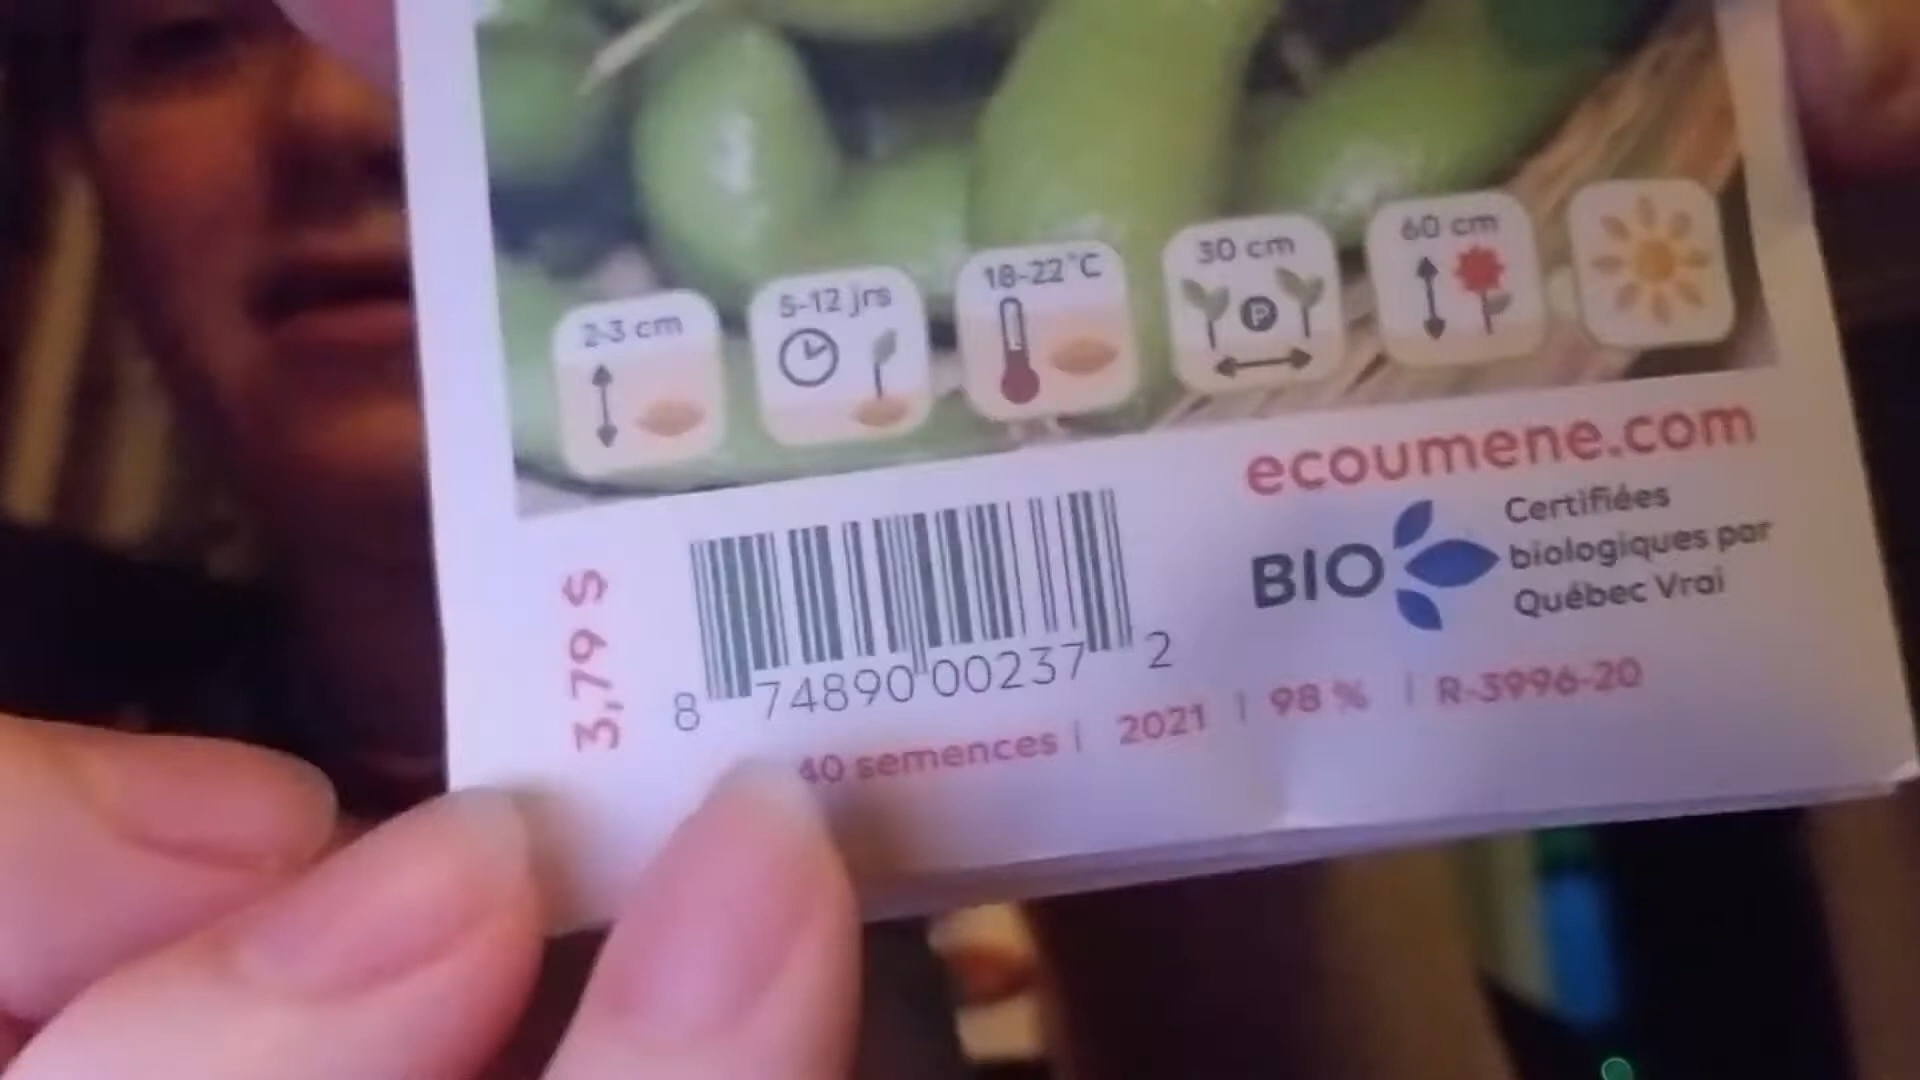 2-3 cm
5-12 jrs
18-22°C
30 cm
P
60 cm
ecoumene.com
BIO
Certifiées
biologiques par
Québec Vrai
3,79 $
8 74890 00237 2
40 semences | 2021 | 98 % | R-3996-20